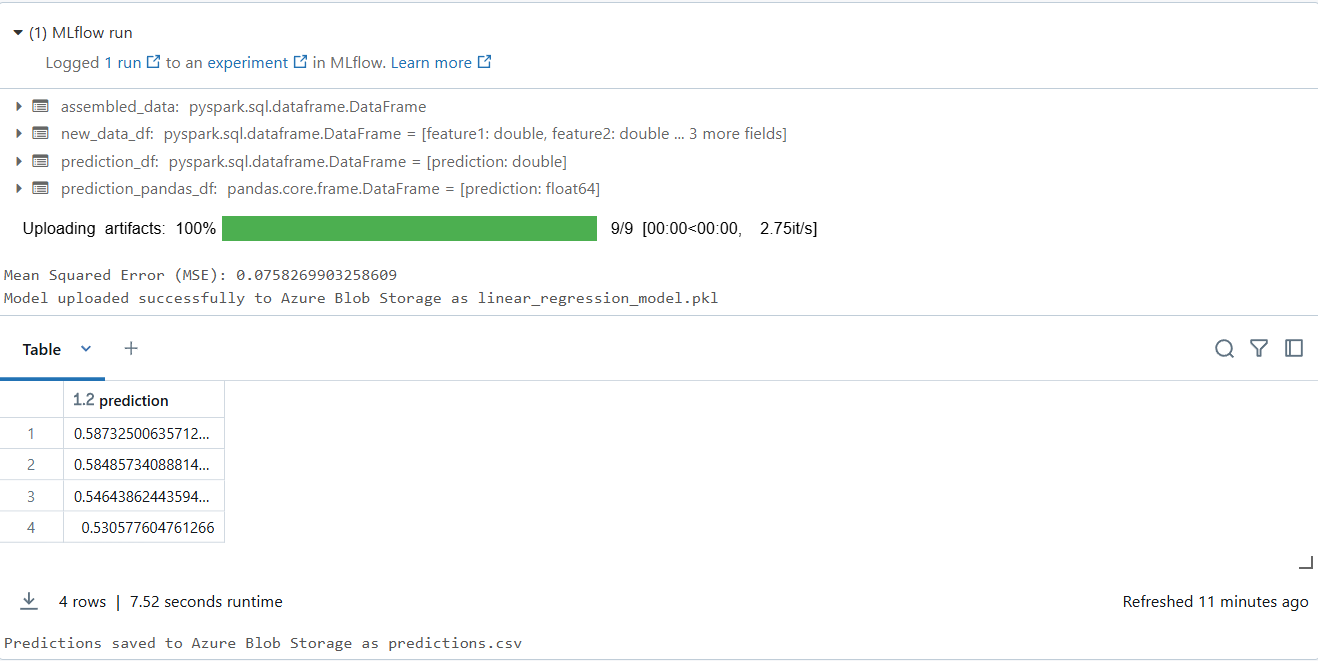 (1) MLflow run
Logged 1 run to an experiment in MLflow. Learn more
assembled_data: pyspark.sql.dataframe.DataFrame
new_data_df: pyspark.sql.dataframe.DataFrame = [feature1: double, feature2: double ... 3 more fields]
prediction_df: pyspark.sql.dataframe.DataFrame = [prediction: double]
prediction_pandas_df: pandas.core.frame.DataFrame = [prediction: float64]
Uploading artifacts: 100% 9/9 [00:00<00:00, 2.75it/s]
Mean Squared Error (MSE): 0.0758269903258609
Model uploaded successfully to Azure Blob Storage as linear_regression_model.pkl
Table +
1.2 prediction
1 0.58732500635712...
2 0.58485734088814...
3 0.54643862443594...
4 0.530577604761266
4 rows | 7.52 seconds runtime Refreshed 11 minutes ago
Predictions saved to Azure Blob Storage as predictions.csv